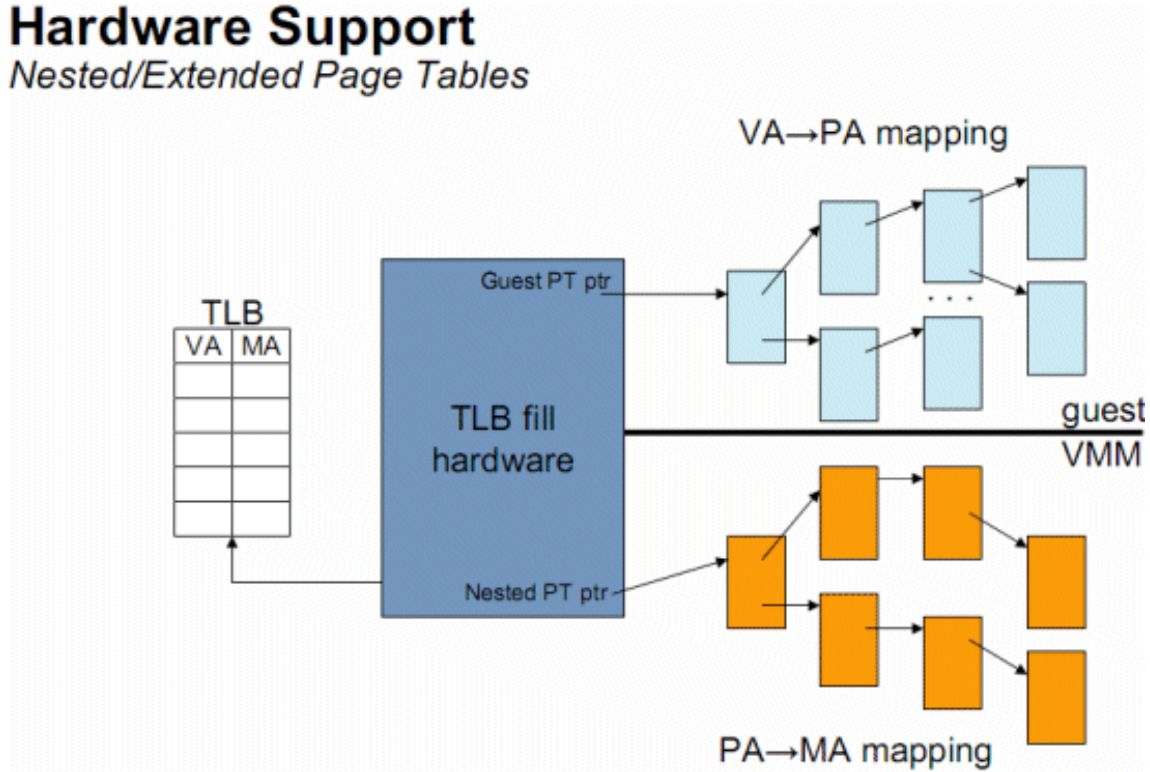 Hardware Support
Nested/Extended Page Tables
VA→PA mapping
Guest PT ptr
TLB
VA MA
. . .
TLB fill
hardware
guest
VMM
Nested PT ptr
PA→MA mapping